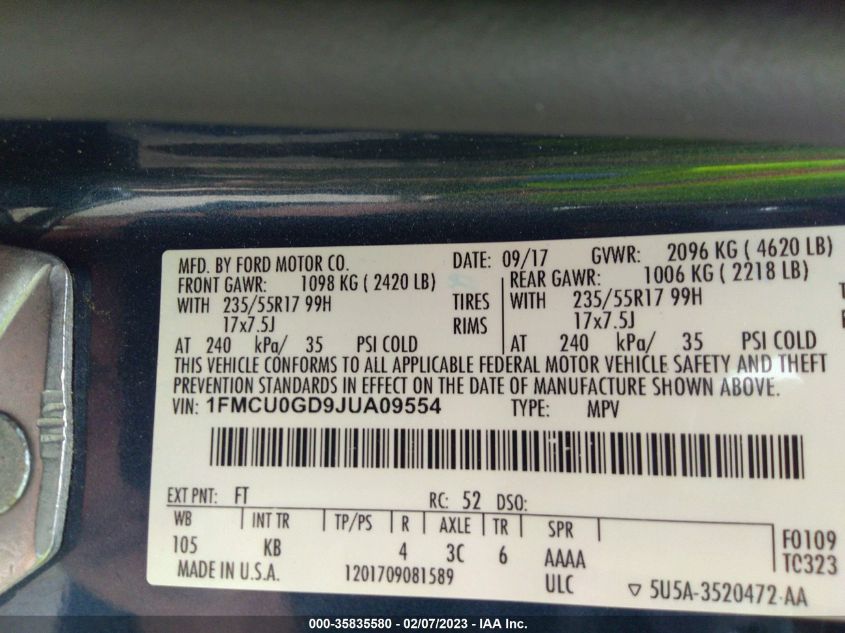 MFD. BY FORD MOTOR CO. DATE: 09/17 GVWR: 2096 KG ( 4620 LB)
FRONT GAWR: 1098 KG ( 2420 LB) REAR GAWR: 1006 KG ( 2218 LB)
WITH 235/55R17 99H TIRES WITH 235/55R17 99H
17x7.5J RIMS 17x7.5J
AT 240 kPa/ 35 PSI COLD AT 240 kPa/ 35 PSI COLD
THIS VEHICLE CONFORMS TO ALL APPLICABLE FEDERAL MOTOR VEHICLE SAFETY AND THEFT
PREVENTION STANDARDS IN EFFECT ON THE DATE OF MANUFACTURE SHOWN ABOVE.
VIN: 1FMCU0GD9JUA09554 TYPE: MPV
EXT PNT: FT RC: 52 DSO:
WB INT TR TP/PS R AXLE TR SPR
105 KB 4 3C 6 AAAA
F0109
TC323
MADE IN U.S.A. 1201709081589 ULC ▽ 5U5A-3520472-AA
000-35835580 - 02/07/2023 - IAA Inc.